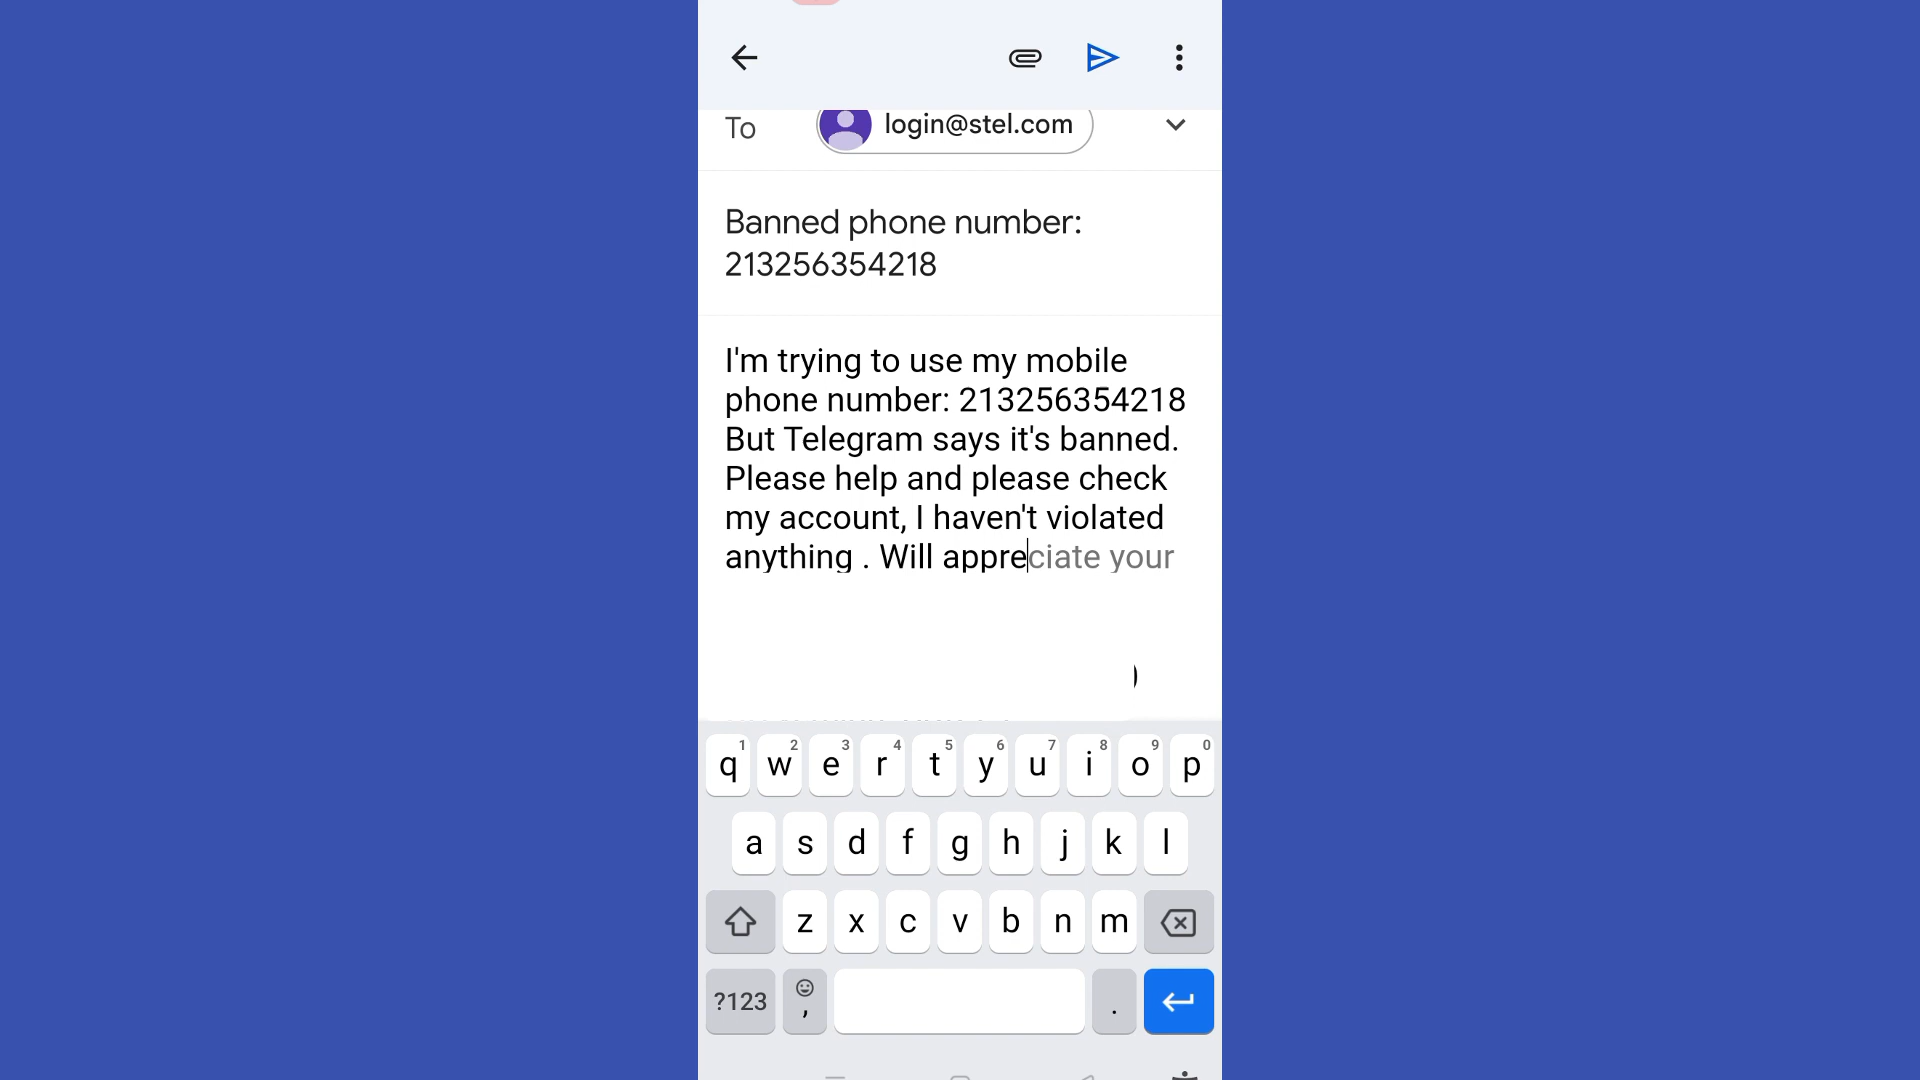 To login@stel.com
Banned phone number:
213256354218
I'm trying to use my mobile
phone number: 213256354218
But Telegram says it's banned.
Please help and please check
my account, I haven't violated
anything . Will appreciate your
)
1 2 3 4 5 6 7 8 9 0
q w e r t y u i o p
a s d f g h j k l
z x c v b n m
?123 , .